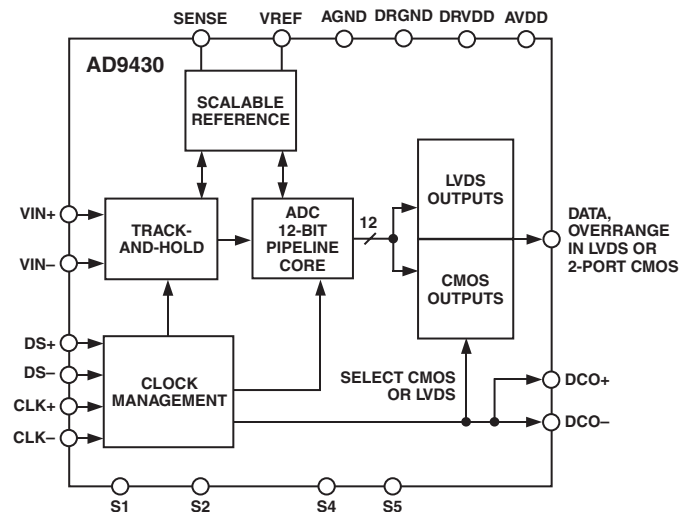 SENSE VREF AGND DRGND DRVDD AVDD
AD9430
SCALABLE
REFERENCE
VIN+
VIN–
TRACK-
AND-HOLD
ADC
12-BIT
PIPELINE
CORE
12
LVDS
OUTPUTS
CMOS
OUTPUTS
DATA,
OVERRANGE
IN LVDS OR
2-PORT CMOS
DS+
DS–
CLK+
CLK–
CLOCK
MANAGEMENT
SELECT CMOS
OR LVDS
DCO+
DCO–
S1 S2 S4 S5